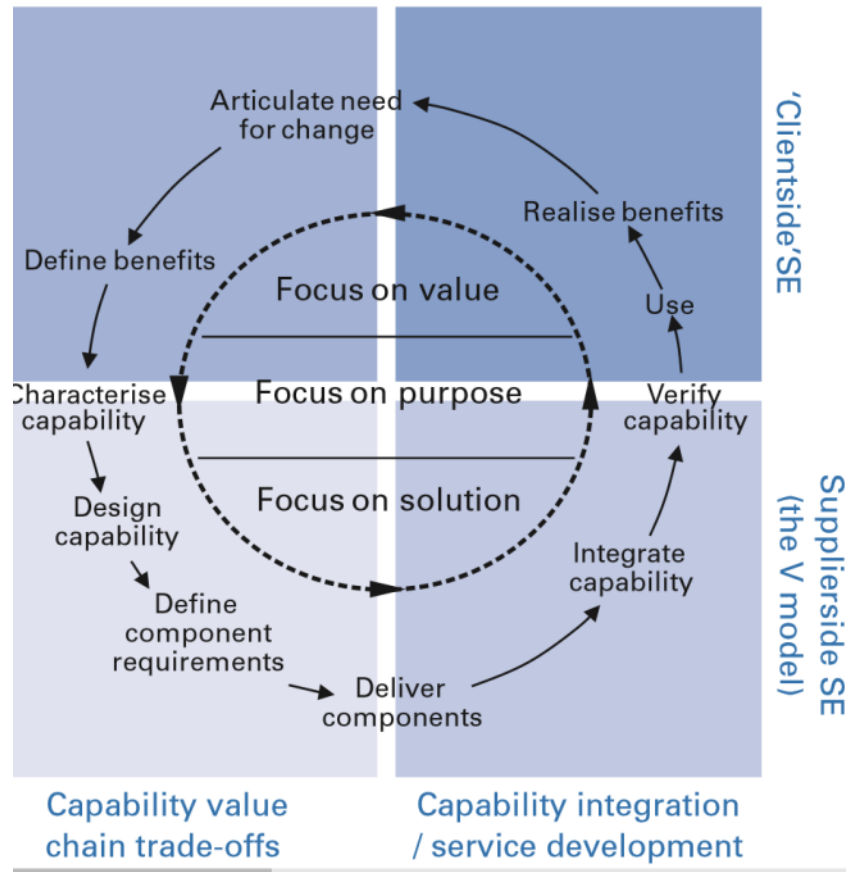 Articulate need
for change
Realise benefits
Define benefits
Focus on value
Use
Characterise
capability
Focus on purpose
Verify
capability
Focus on solution
Design
capability
Integrate
capability
Define
component
requirements
Deliver
components
'Clientside'SE
Supplierside SE
(the V model)
Capability value
chain trade-offs
Capability integration
/ service development